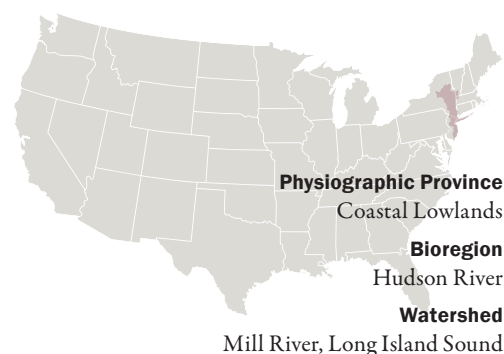 Physiographic Province
Coastal Lowlands
Bioregion
Hudson River
Watershed
Mill River, Long Island Sound